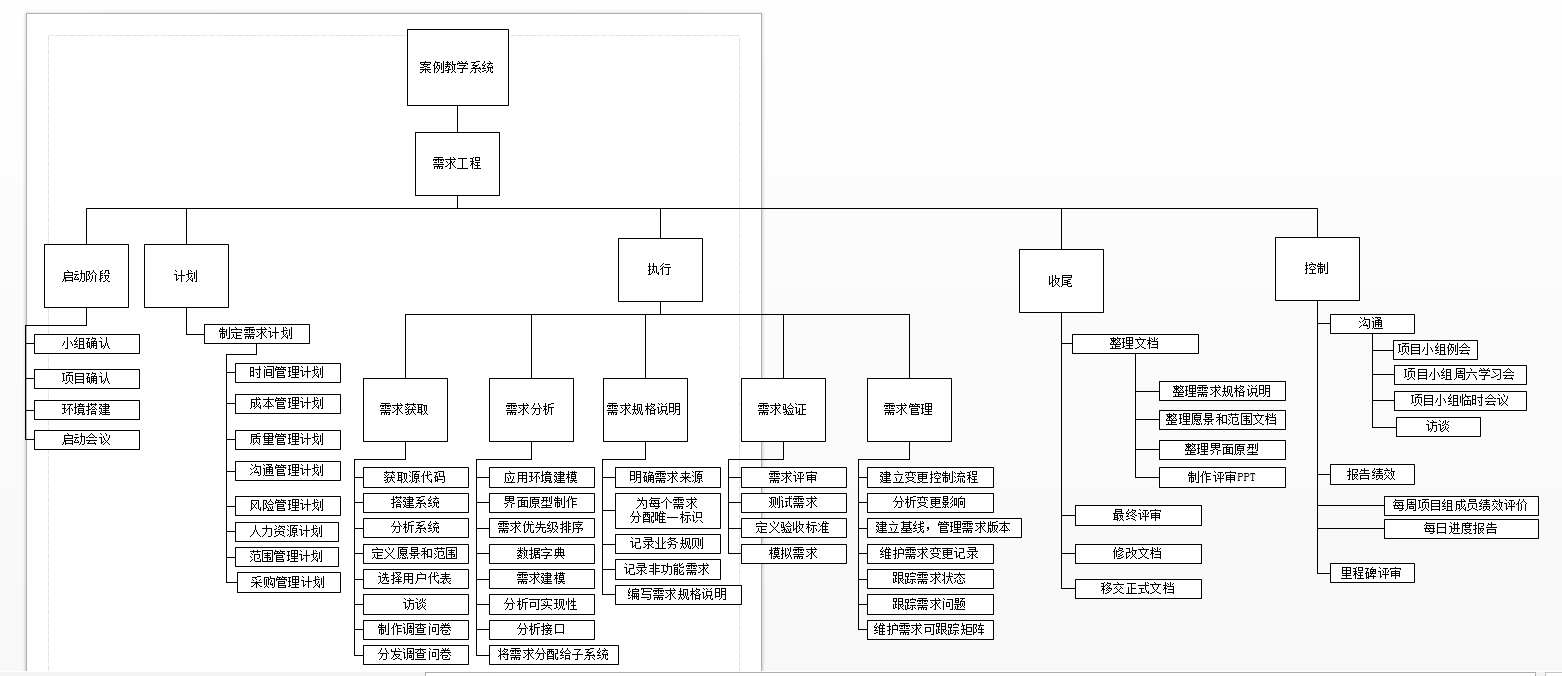 案例教学系统
需求工程
启动阶段
小组确认
项目确认
环境搭建
启动会议
计划
制定需求计划
时间管理计划
成本管理计划
质量管理计划
沟通管理计划
风险管理计划
人力资源计划
范围管理计划
采购管理计划
执行
需求获取
获取源代码
搭建系统
分析系统
定义愿景和范围
选择用户代表
访谈
制作调查问卷
分发调查问卷
需求分析
应用环境建模
界面原型制作
需求优先级排序
数据字典
需求建模
分析可实现性
分析接口
将需求分配给子系统
需求规格说明
明确需求来源
为每个需求
分配唯一标识
记录业务规则
记录非功能需求
编写需求规格说明
需求验证
需求评审
测试需求
定义验收标准
模拟需求
需求管理
建立变更控制流程
分析变更影响
建立基线，管理需求版本
维护需求变更记录
跟踪需求状态
跟踪需求问题
维护需求可跟踪矩阵
收尾
整理文档
整理需求规格说明
整理愿景和范围文档
整理界面原型
制作评审PPT
最终评审
修改文档
移交正式文档
控制
沟通
项目小组例会
项目小组周六学习会
项目小组临时会议
访谈
报告绩效
每周项目组成员绩效评价
每日进度报告
里程碑评审